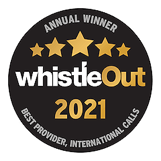 ANNUAL WINNER
whistleOut
2021
BEST PROVIDER, INTERNATIONAL CALLS